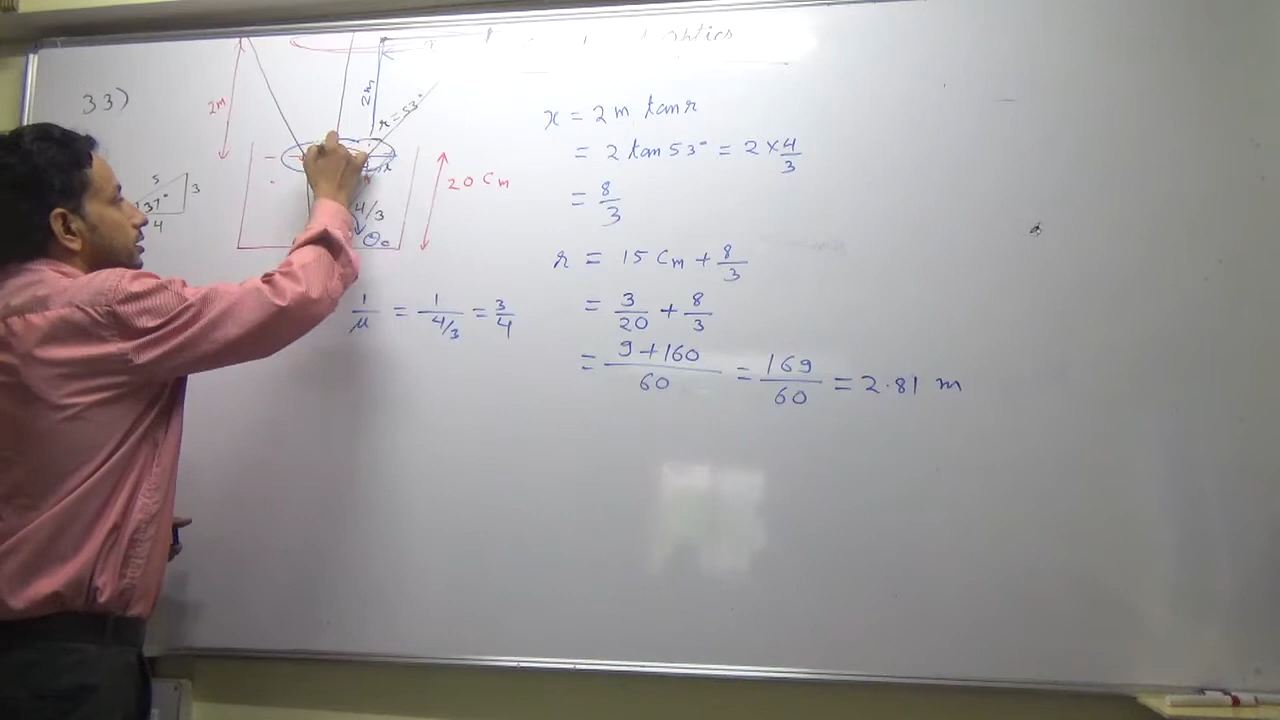 33)
2m
2m
r = 53°
20 cm
5
3
37°
4
4/3
θc
1/μ = 1/4/3 = 3/4
x = 2m tan r
= 2 tan 53° = 2 × 4/3
= 8/3
r = 15 cm + 8/3
= 3/20 + 8/3
= 9+160/60 = 169/60 = 2.81 m